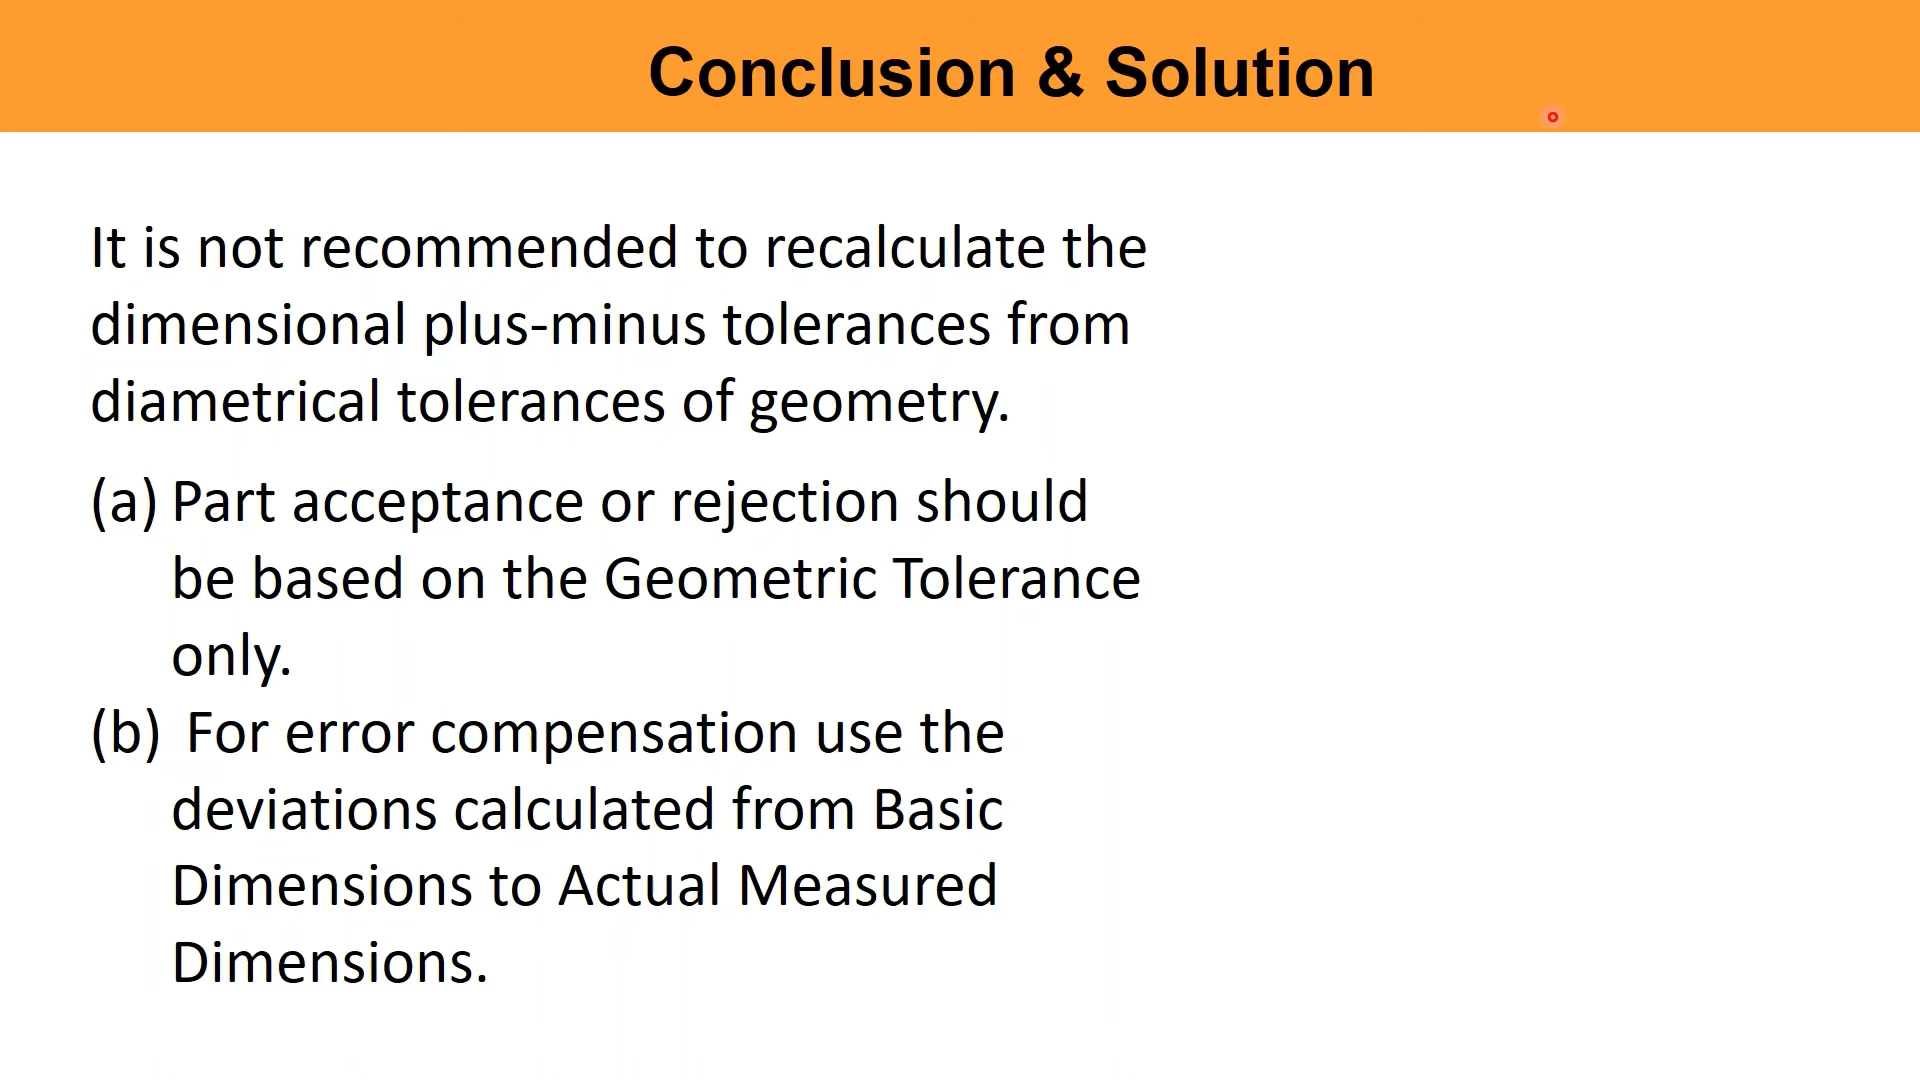 Conclusion & Solution
It is not recommended to recalculate the
dimensional plus-minus tolerances from
diametrical tolerances of geometry.
(a) Part acceptance or rejection should
be based on the Geometric Tolerance
only.
(b) For error compensation use the
deviations calculated from Basic
Dimensions to Actual Measured
Dimensions.